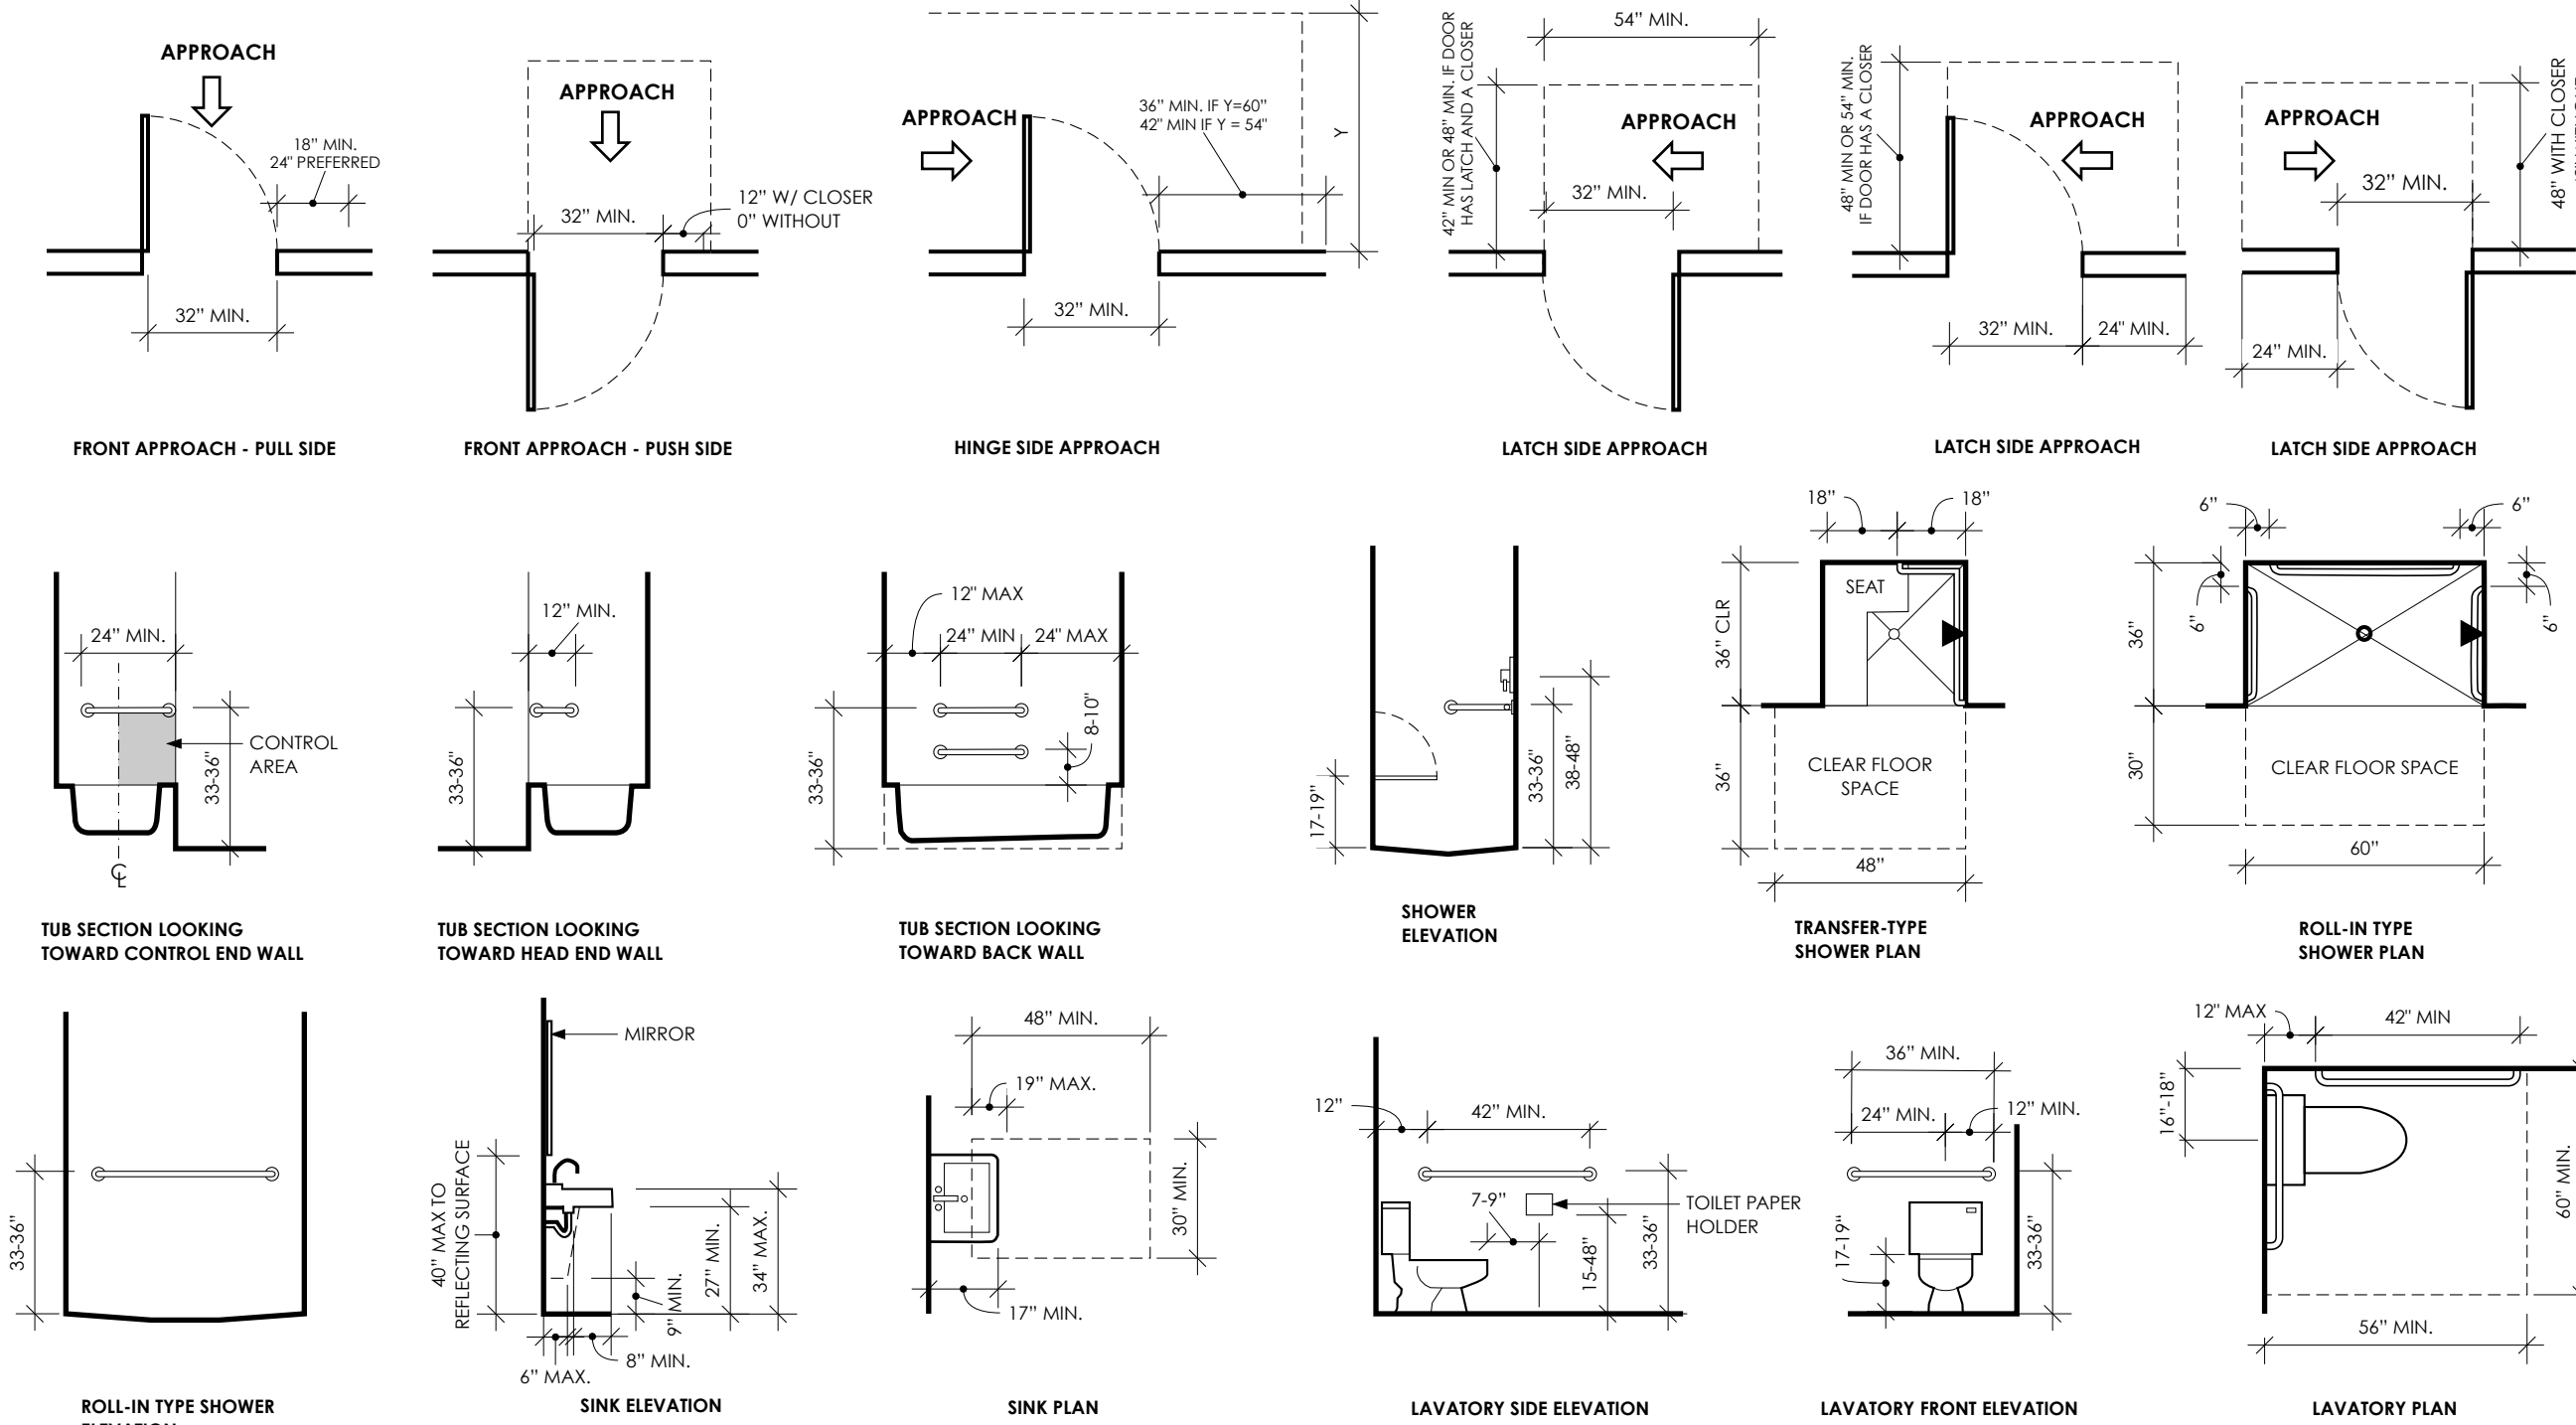 APPROACH
18” MIN.
24" PREFERRED
32” MIN.
FRONT APPROACH - PULL SIDE
APPROACH
32” MIN.
12” W/ CLOSER
0” WITHOUT
FRONT APPROACH - PUSH SIDE
APPROACH
36” MIN. IF Y=60”
42" MIN IF Y = 54"
Y
32” MIN.
HINGE SIDE APPROACH
42” MIN OR 48” MIN. IF DOOR
HAS LATCH AND A CLOSER
54” MIN.
APPROACH
32” MIN.
LATCH SIDE APPROACH
48” MIN OR 54” MIN.
IF DOOR HAS A CLOSER
APPROACH
32” MIN.
24" MIN.
LATCH SIDE APPROACH
APPROACH
32” MIN.
48” WITH CLOSER
24” MIN.
LATCH SIDE APPROACH
24” MIN.
CONTROL
AREA
33-36"
℄
TUB SECTION LOOKING
TOWARD CONTROL END WALL
12” MIN.
33-36"
TUB SECTION LOOKING
TOWARD HEAD END WALL
12" MAX
24” MIN
24" MAX
8-10"
33-36"
TUB SECTION LOOKING
TOWARD BACK WALL
17-19"
33-36"
38-48"
SHOWER
ELEVATION
18”
18”
SEAT
36” CLR
36”
CLEAR FLOOR
SPACE
48”
TRANSFER-TYPE
SHOWER PLAN
6”
6”
6”
6”
36”
30”
CLEAR FLOOR SPACE
60”
ROLL-IN TYPE
SHOWER PLAN
33-36"
ROLL-IN TYPE SHOWER
MIRROR
40” MAX TO
REFLECTING SURFACE
27” MIN.
34” MAX.
9” MIN.
8” MIN.
6” MAX.
SINK ELEVATION
48” MIN.
19” MAX.
30” MIN.
17” MIN.
SINK PLAN
12”
42” MIN.
7-9”
TOILET PAPER
HOLDER
15-48"
33-36"
LAVATORY SIDE ELEVATION
36” MIN.
24” MIN.
12” MIN.
17-19"
33-36"
LAVATORY FRONT ELEVATION
12" MAX
42” MIN
16”-18”
60” MIN.
56” MIN.
LAVATORY PLAN